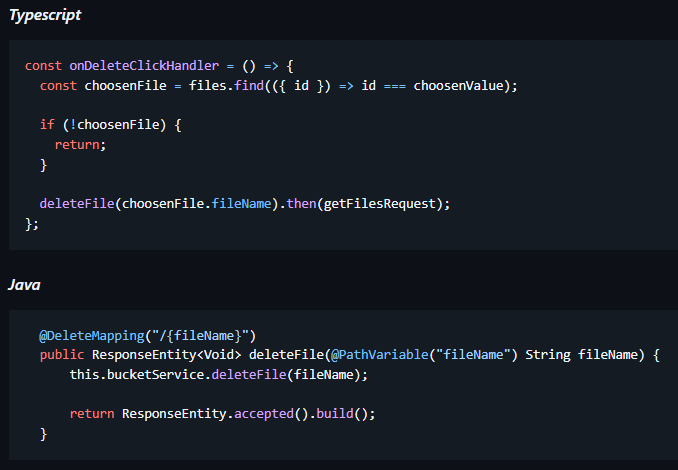 Typescript
const onDeleteClickHandler = () => {
  const choosenFile = files.find(({ id }) => id === choosenValue);

  if (!choosenFile) {
    return;
  }

  deleteFile(choosenFile.fileName).then(getFilesRequest);
};
Java
  @DeleteMapping("/{fileName}")
  public ResponseEntity<Void> deleteFile(@PathVariable("fileName") String fileName) {
      this.bucketService.deleteFile(fileName);

      return ResponseEntity.accepted().build();
  }